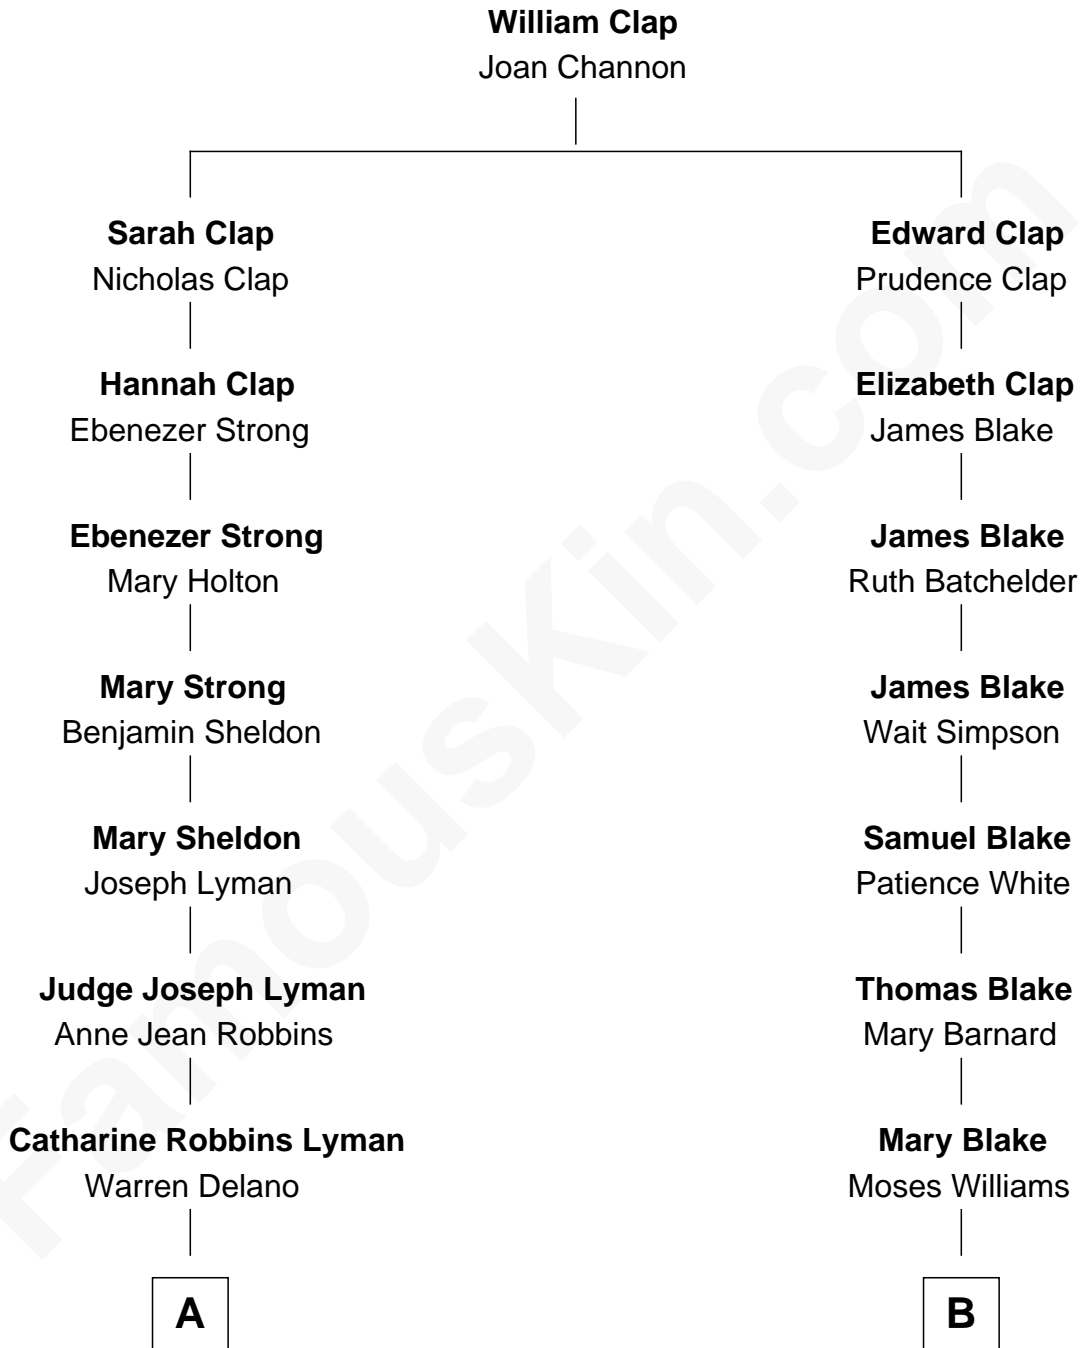 William Clap
Joan Channon
Sarah Clap
Nicholas Clap
Edward Clap
Prudence Clap
Hannah Clap
Ebenezer Strong
Elizabeth Clap
James Blake
Ebenezer Strong
Mary Holton
James Blake
Ruth Batchelder
Mary Strong
Benjamin Sheldon
James Blake
Wait Simpson
Mary Sheldon
Joseph Lyman
Samuel Blake
Patience White
Judge Joseph Lyman
Anne Jean Robbins
Thomas Blake
Mary Barnard
Catharine Robbins Lyman
Warren Delano
Mary Blake
Moses Williams
A
B
FamousKin.com